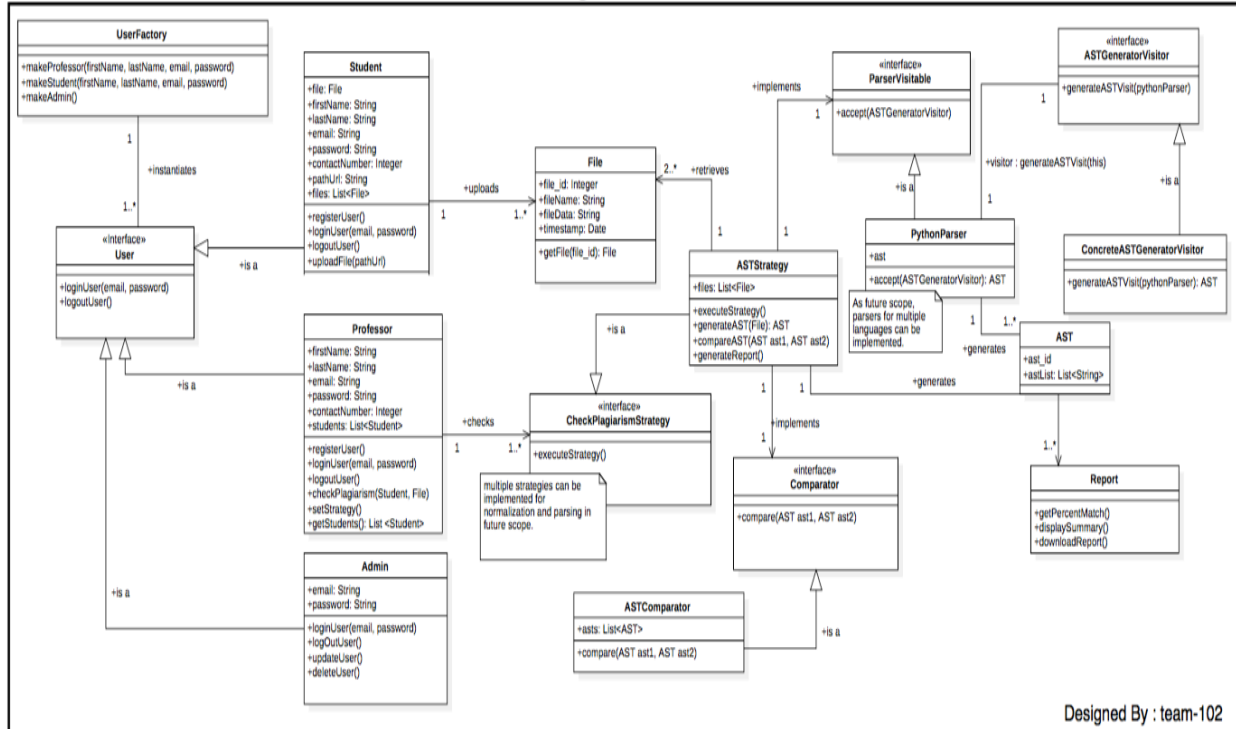 UserFactory
+makeProfessor(firstName, lastName, email, password)
+makeStudent(firstName, lastName, email, password)
+makeAdmin()
1
+instantiates
1..*
«interface»
User
+loginUser(email, password)
+logoutUser()
Student
+file: File
+firstName: String
+lastName: String
+email: String
+password: String
+contactNumber: Integer
+pathUrl: String
+files: List<File>
+registerUser()
+loginUser(email, password)
+logoutUser()
+uploadFile(pathUrl)
+is a
+uploads
1
1..*
File
+file_id: Integer
+fileName: String
+fileData: String
+timestamp: Date
+getFile(file_id): File
2..*
+retrieves
1
+implements
1
1
«interface»
ParserVisitable
+accept(ASTGeneratorVisitor)
«interface»
ASTGeneratorVisitor
+generateASTVisit(pythonParser)
1
+visitor : generateASTVisit(this)
1
+is a
+is a
PythonParser
+ast
+accept(ASTGeneratorVisitor): AST
As future scope,
parsers for multiple
languages can be
implemented.
ConcreteASTGeneratorVisitor
+generateASTVisit(pythonParser): AST
ASTStrategy
+files: List<File>
+executeStrategy()
+generateAST(File): AST
+compareAST(AST ast1, AST ast2)
+generateReport()
1
1..*
+generates
AST
+ast_id
+astList: List<String>
+is a
1
1
+generates
+implements
1
1..*
Professor
+firstName: String
+lastName: String
+email: String
+password: String
+contactNumber: Integer
+students: List<Student>
+registerUser()
+loginUser(email, password)
+logoutUser()
+checkPlagiarism(Student, File)
+setStrategy()
+getStudents(): List <Student>
+is a
+checks
1
1..*
«interface»
CheckPlagiarismStrategy
+executeStrategy()
multiple strategies can be
implemented for
normalization and parsing in
future scope.
«interface»
Comparator
+compare(AST ast1, AST ast2)
Report
+getPercentMatch()
+displaySummary()
+downloadReport()
Admin
+email: String
+password: String
+loginUser(email, password)
+logOutUser()
+updateUser()
+deleteUser()
+is a
ASTComparator
+asts: List<AST>
+compare(AST ast1, AST ast2)
+is a
Designed By : team-102